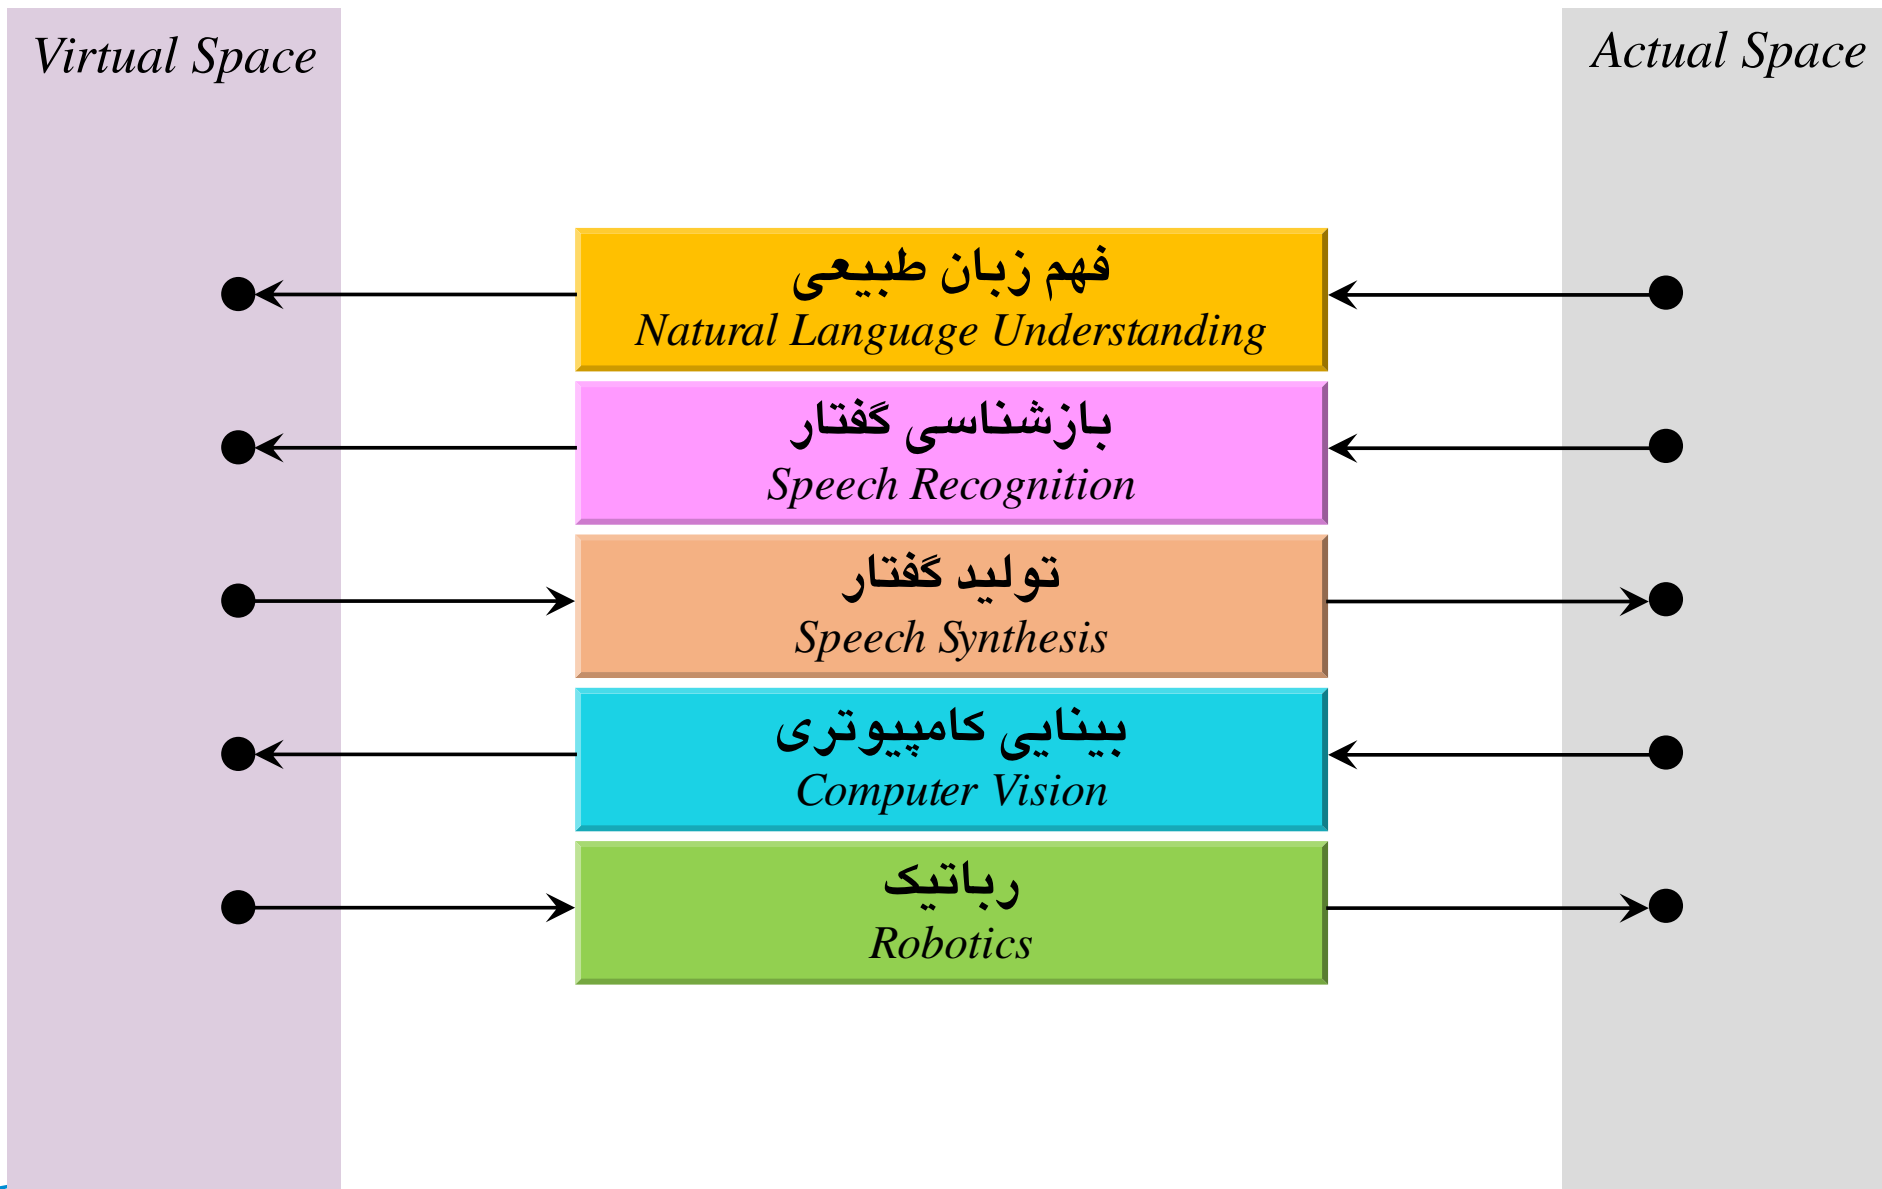 Virtual Space
Actual Space
فهم زبان طبیعی
Natural Language Understanding
بازشناسی گفتار
Speech Recognition
تولید گفتار
Speech Synthesis
بینایی کامپیوتری
Computer Vision
رباتیک
Robotics